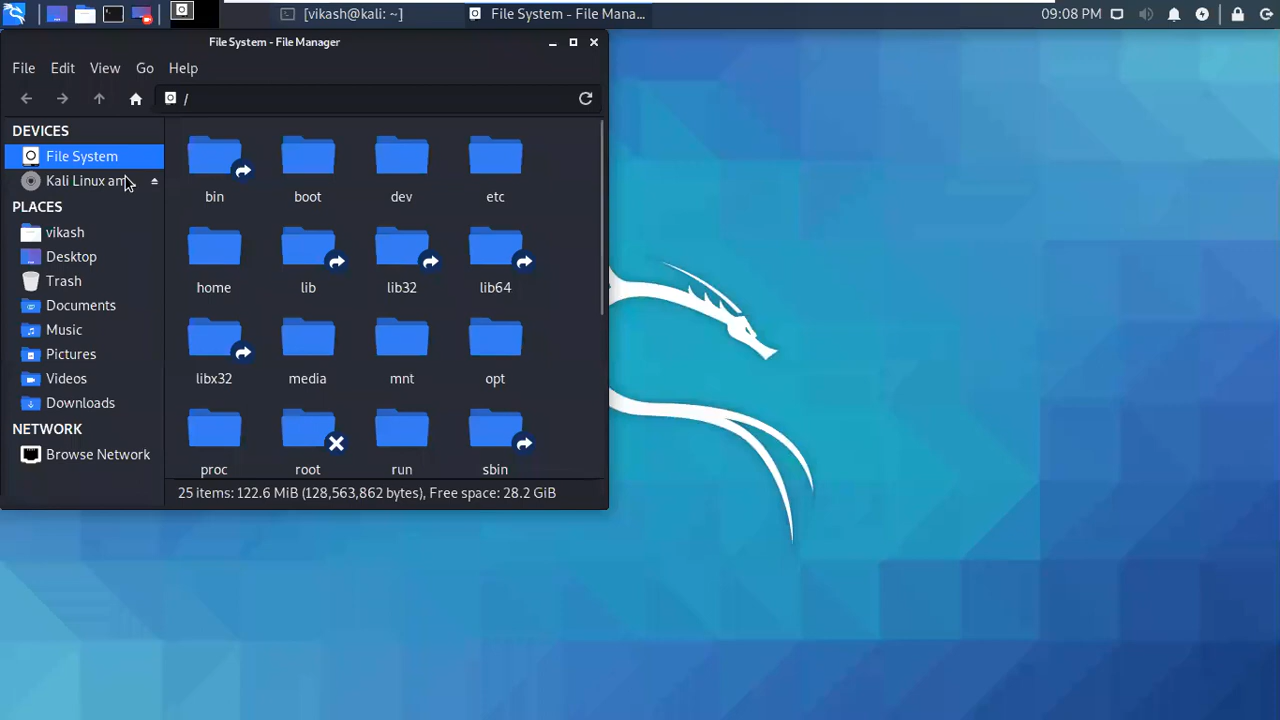 [vikash@kali: ~]
File System - File Mana...
09:08 PM
File System - File Manager
File Edit View Go Help
/
DEVICES
File System
Kali Linux am
PLACES
vikash
Desktop
Trash
Documents
Music
Pictures
Videos
Downloads
NETWORK
Browse Network
bin boot dev etc
home lib lib32 lib64
libx32 media mnt opt
proc root run sbin
25 items: 122.6 MiB (128,563,862 bytes), Free space: 28.2 GiB